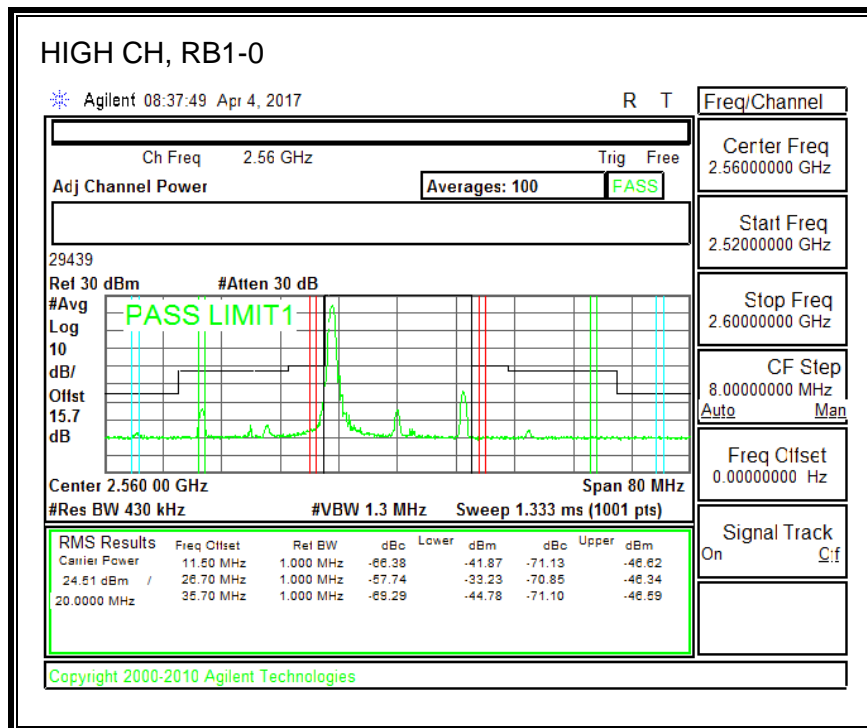 HIGH CH, RB1-0
Agilent 08:37:49 Apr 4, 2017 R T
Freq/Channel
Ch Freq 2.56 GHz Trig Free
Adj Channel Power Averages: 100 PASS
Center Freq
2.56000000 GHz
Start Freq
2.52000000 GHz
29439
Ref 30 dBm #Atten 30 dB
#Avg
Log
10
dB/
Offst
15.7
dB
PASS LIMIT1
Stop Freq
2.60000000 GHz
CF Step
8.00000000 MHz
Auto Man
Center 2.560 00 GHz Span 80 MHz
#Res BW 430 kHz #VBW 1.3 MHz Sweep 1.333 ms (1001 pts)
Freq Offset
0.00000000 Hz
Signal Track
On Off
RMS Results Freq Offset Ref BW dBc Lower dBm dBc Upper dBm
Carrier Power 11.50 MHz 1.000 MHz -66.38 -41.87 -71.13 -46.62
24.51 dBm / 26.70 MHz 1.000 MHz -57.74 -33.23 -70.85 -46.34
20.0000 MHz 35.70 MHz 1.000 MHz -69.29 -44.78 -71.10 -46.59
Copyright 2000-2010 Agilent Technologies